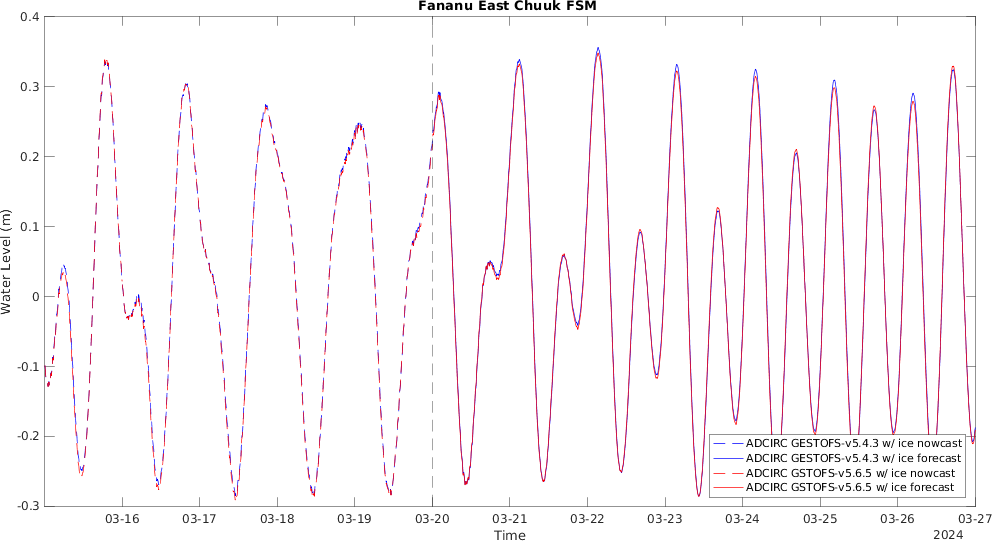 Fananu East Chuuk FSM
0.4
0.3
0.2
0.1
0
-0.1
-0.2
-0.3
Water Level (m)
ADCIRC GESTOFS-v5.4.3 w/ ice nowcast
ADCIRC GESTOFS-v5.4.3 w/ ice forecast
ADCIRC GSTOFS-v5.6.5 w/ ice nowcast
ADCIRC GSTOFS-v5.6.5 w/ ice forecast
03-16 03-17 03-18 03-19 03-20 03-21 03-22 03-23 03-24 03-25 03-26 03-27
Time
2024